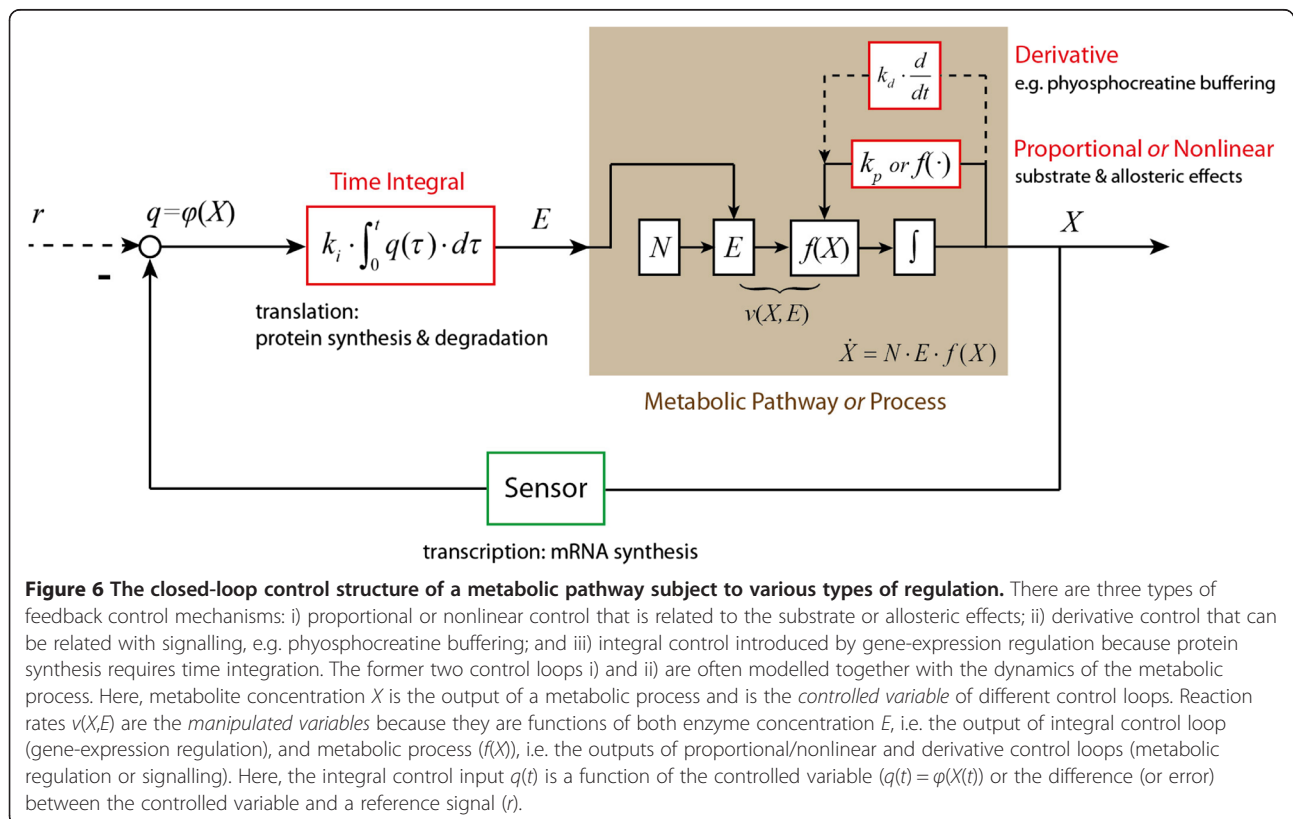 Derivative
e.g. phyosphocreatine buffering
k_d · d/dt
Proportional or Nonlinear
substrate & allosteric effects
k_p or f(·)
Time Integral
r
q=φ(X)
k_i · ∫_0^t q(τ) · dτ
E
N
E
f(X)
∫
X
-
v(X,E)
translation:
protein synthesis & degradation
Ẋ = N · E · f(X)
Metabolic Pathway or Process
Sensor
transcription: mRNA synthesis
Figure 6 The closed-loop control structure of a metabolic pathway subject to various types of regulation. There are three types of
feedback control mechanisms: i) proportional or nonlinear control that is related to the substrate or allosteric effects; ii) derivative control that can
be related with signalling, e.g. phyosphocreatine buffering; and iii) integral control introduced by gene-expression regulation because protein
synthesis requires time integration. The former two control loops i) and ii) are often modelled together with the dynamics of the metabolic
process. Here, metabolite concentration X is the output of a metabolic process and is the controlled variable of different control loops. Reaction
rates v(X,E) are the manipulated variables because they are functions of both enzyme concentration E, i.e. the output of integral control loop
(gene-expression regulation), and metabolic process (f(X)), i.e. the outputs of proportional/nonlinear and derivative control loops (metabolic
regulation or signalling). Here, the integral control input q(t) is a function of the controlled variable (q(t) = φ(X(t)) or the difference (or error)
between the controlled variable and a reference signal (r).